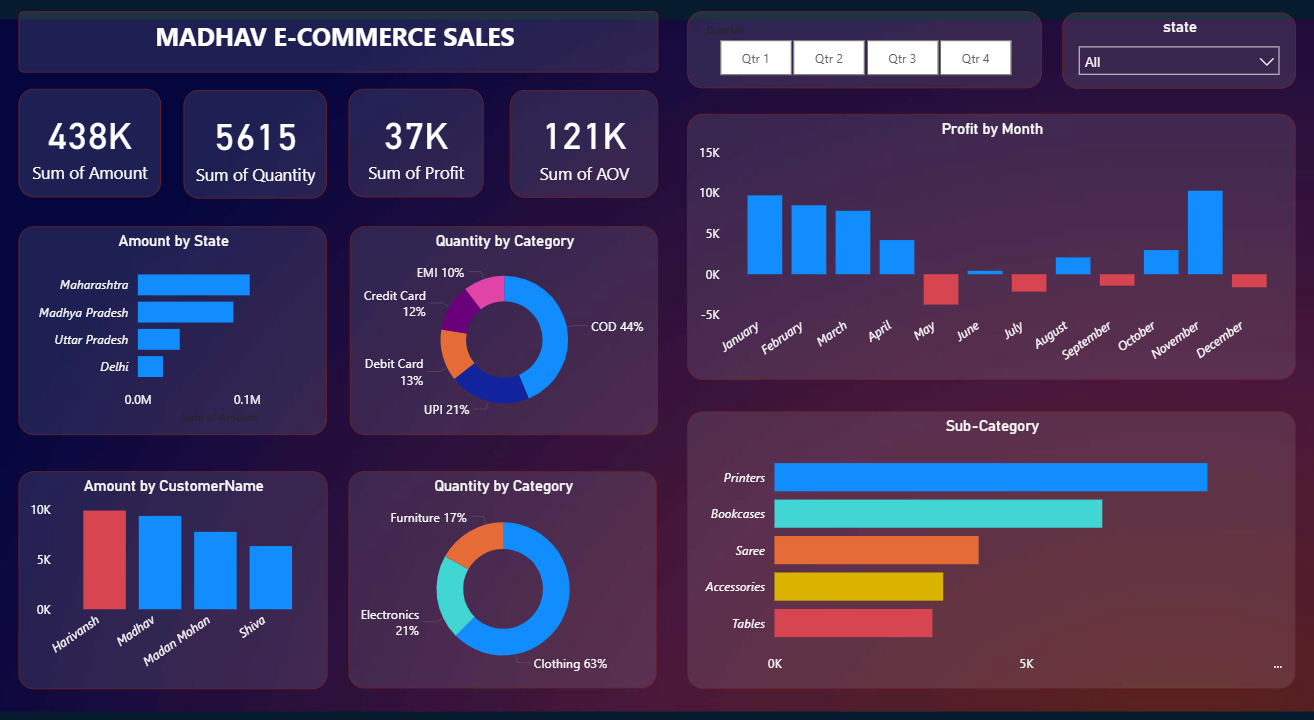 MADHAV E-COMMERCE SALES
Quarter
Qtr 1 Qtr 2 Qtr 3 Qtr 4
state
All
438K
Sum of Amount
5615
Sum of Quantity
37K
Sum of Profit
121K
Sum of AOV
Profit by Month
15K
10K
5K
0K
-5K
January February March April May June July August September October November December
Amount by State
Maharashtra
Madhya Pradesh
Uttar Pradesh
Delhi
0.0M 0.1M
Sum of Amount
Quantity by Category
EMI 10%
Credit Card
12%
COD 44%
Debit Card
13%
UPI 21%
Sub-Category
Printers
Bookcases
Saree
Accessories
Tables
0K 5K ...
Amount by CustomerName
10K
5K
0K
Harivansh Madhav Madan Mohan Shiva
Quantity by Category
Furniture 17%
Electronics
21%
Clothing 63%